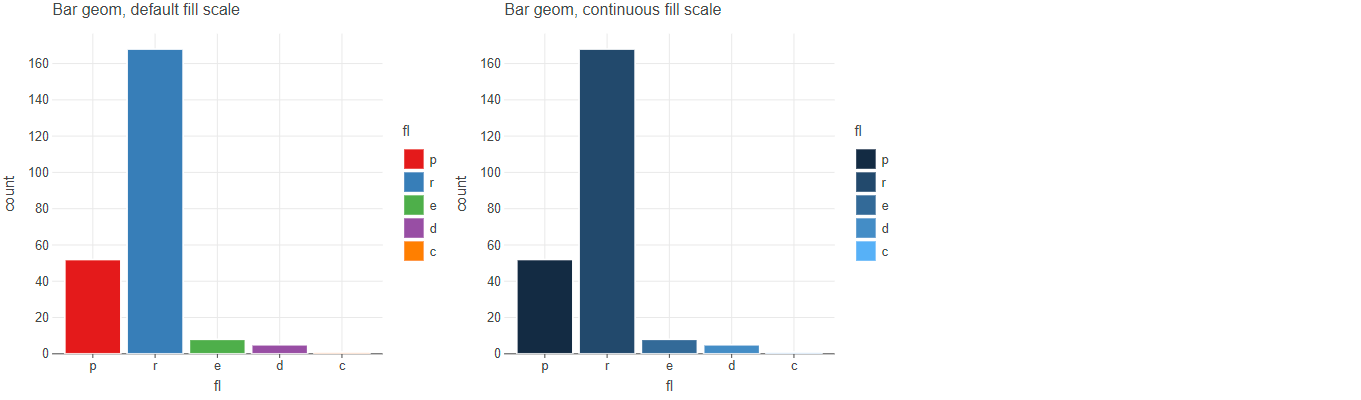 Bar geom, default fill scale
160
140
120
100
80
60
40
20
0
count
p r e d c
fl
fl
p
r
e
d
c
Bar geom, continuous fill scale
160
140
120
100
80
60
40
20
0
count
p r e d c
fl
fl
p
r
e
d
c